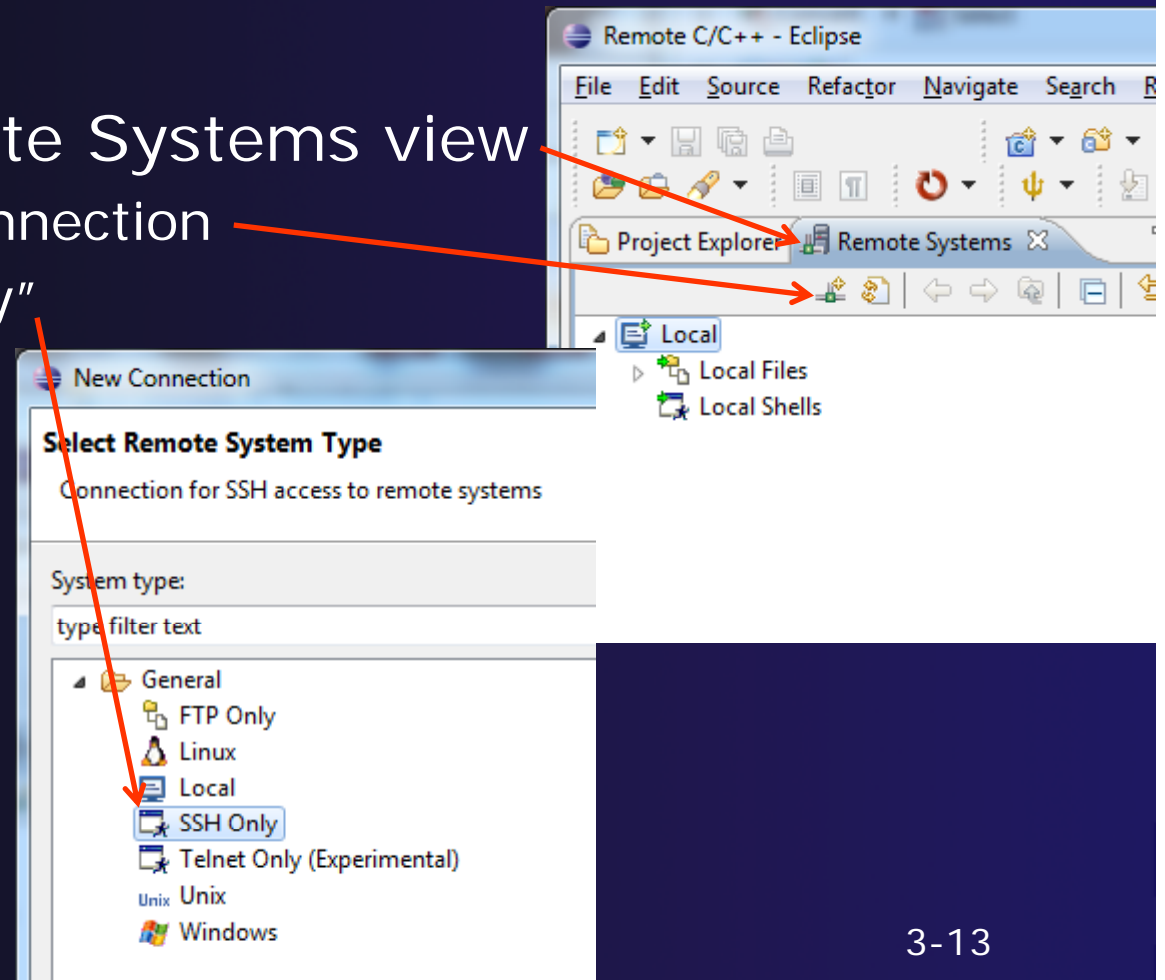 Remote C/C++ - Eclipse
File Edit Source Refactor Navigate Search R
te Systems view
nnection
y"
Project Explorer Remote Systems
Local
Local Files
Local Shells
New Connection
Select Remote System Type
Connection for SSH access to remote systems
System type:
type filter text
General
FTP Only
Linux
Local
SSH Only
Telnet Only (Experimental)
Unix Unix
Windows
3-13